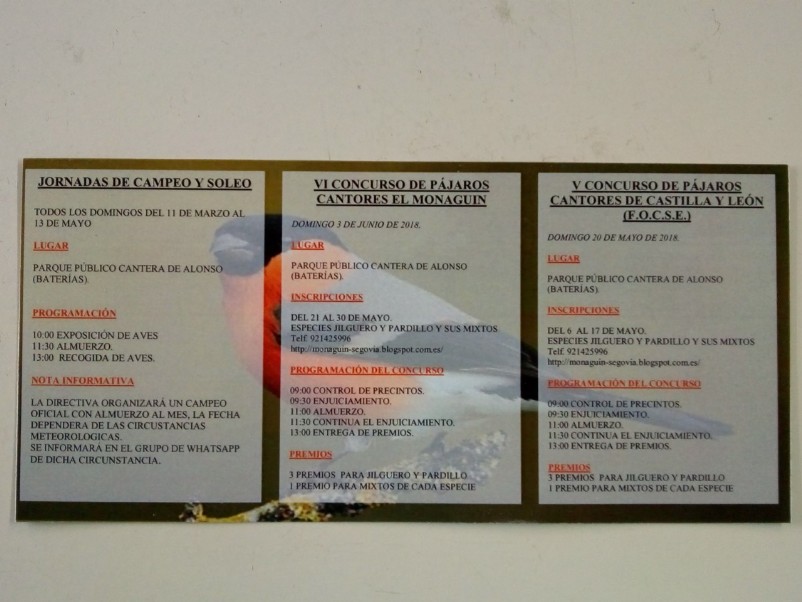 JORNADAS DE CAMPEO Y SOLEO
TODOS LOS DOMINGOS DEL 11 DE MARZO AL
13 DE MAYO
LUGAR
PARQUE PÚBLICO CANTERA DE ALONSO
(BATERÍAS).
PROGRAMACIÓN
10:00 EXPOSICIÓN DE AVES
11:30 ALMUERZO.
13:00 RECOGIDA DE AVES.
NOTA INFORMATIVA
LA DIRECTIVA ORGANIZARÁ UN CAMPEO
OFICIAL CON ALMUERZO AL MES, LA FECHA
DEPENDERA DE LAS CIRCUSTANCIAS
METEOROLOGICAS.
SE INFORMARÁ EN EL GRUPO DE WHATSAPP
DE DICHA CIRCUNSTANCIA.
VI CONCURSO DE PÁJAROS
CANTORES EL MONAGUIN
DOMINGO 3 DE JUNIO DE 2018.
LUGAR
PARQUE PÚBLICO CANTERA DE ALONSO
(BATERÍAS).
INSCRIPCIONES
DEL 21 AL 30 DE MAYO.
ESPECIES JILGUERO Y PARDILLO Y SUS MIXTOS
Telf. 921425996
http://monaguin-segovia.blogspot.com.es/
PROGRAMACIÓN DEL CONCURSO
09:00 CONTROL DE PRECINTOS.
09:30 ENJUICIAMIENTO.
11:00 ALMUERZO.
11:30 CONTINUA EL ENJUICIAMIENTO.
13:00 ENTREGA DE PREMIOS.
PREMIOS
3 PREMIOS PARA JILGUERO Y PARDILLO
1 PREMIO PARA MIXTOS DE CADA ESPECIE
V CONCURSO DE PÁJAROS
CANTORES DE CASTILLA Y LEÓN
(F.O.C.S.E.)
DOMINGO 20 DE MAYO DE 2018.
LUGAR
PARQUE PÚBLICO CANTERA DE ALONSO
(BATERÍAS).
INSCRIPCIONES
DEL 6 AL 17 DE MAYO.
ESPECIES JILGUERO Y PARDILLO Y SUS MIXTOS
Telf. 921425996
http://monaguin-segovia.blogspot.com.es/
PROGRAMACIÓN DEL CONCURSO
09:00 CONTROL DE PRECINTOS.
09:30 ENJUICIAMIENTO.
11:00 ALMUERZO.
11:30 CONTINUA EL ENJUICIAMIENTO.
13:00 ENTREGA DE PREMIOS.
PREMIOS
3 PREMIOS PARA JILGUERO Y PARDILLO
1 PREMIO PARA MIXTOS DE CADA ESPECIE